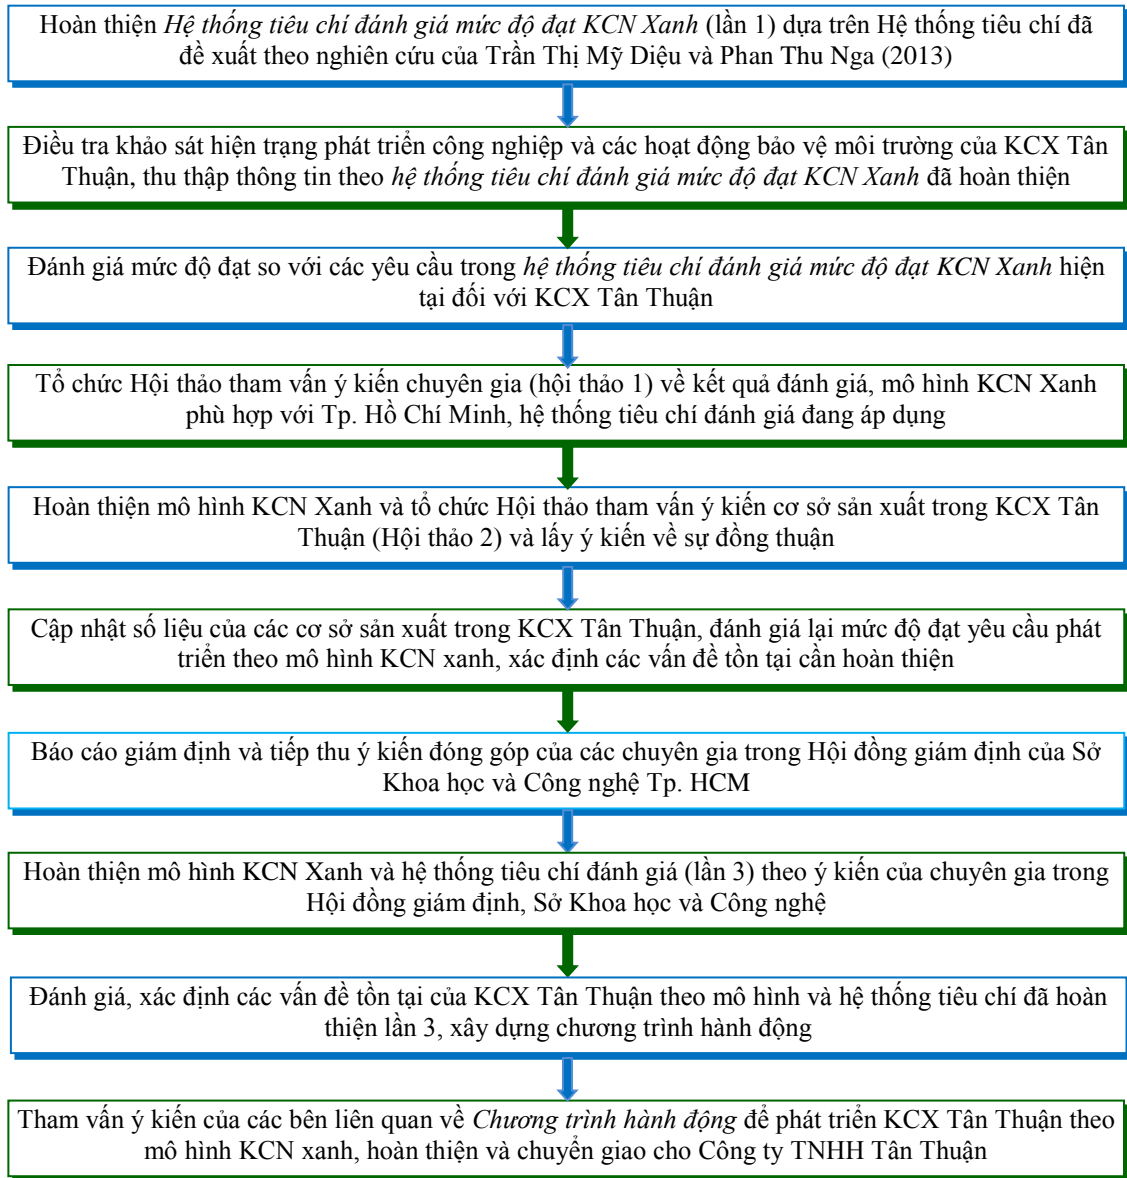 Hoàn thiện Hệ thống tiêu chí đánh giá mức độ đạt KCN Xanh (lần 1) dựa trên Hệ thống tiêu chí đã
đề xuất theo nghiên cứu của Trần Thị Mỹ Diệu và Phan Thu Nga (2013)
Điều tra khảo sát hiện trạng phát triển công nghiệp và các hoạt động bảo vệ môi trường của KCX Tân
Thuận, thu thập thông tin theo hệ thống tiêu chí đánh giá mức độ đạt KCN Xanh đã hoàn thiện
Đánh giá mức độ đạt so với các yêu cầu trong hệ thống tiêu chí đánh giá mức độ đạt KCN Xanh hiện
tại đối với KCX Tân Thuận
Tổ chức Hội thảo tham vấn ý kiến chuyên gia (hội thảo 1) về kết quả đánh giá, mô hình KCN Xanh
phù hợp với Tp. Hồ Chí Minh, hệ thống tiêu chí đánh giá đang áp dụng
Hoàn thiện mô hình KCN Xanh và tổ chức Hội thảo tham vấn ý kiến cơ sở sản xuất trong KCX Tân
Thuận (Hội thảo 2) và lấy ý kiến về sự đồng thuận
Cập nhật số liệu của các cơ sở sản xuất trong KCX Tân Thuận, đánh giá lại mức độ đạt yêu cầu phát
triển theo mô hình KCN xanh, xác định các vấn đề tồn tại cần hoàn thiện
Báo cáo giám định và tiếp thu ý kiến đóng góp của các chuyên gia trong Hội đồng giám định của Sở
Khoa học và Công nghệ Tp. HCM
Hoàn thiện mô hình KCN Xanh và hệ thống tiêu chí đánh giá (lần 3) theo ý kiến của chuyên gia trong
Hội đồng giám định, Sở Khoa học và Công nghệ
Đánh giá, xác định các vấn đề tồn tại của KCX Tân Thuận theo mô hình và hệ thống tiêu chí đã hoàn
thiện lần 3, xây dựng chương trình hành động
Tham vấn ý kiến của các bên liên quan về Chương trình hành động để phát triển KCX Tân Thuận theo
mô hình KCN xanh, hoàn thiện và chuyển giao cho Công ty TNHH Tân Thuận